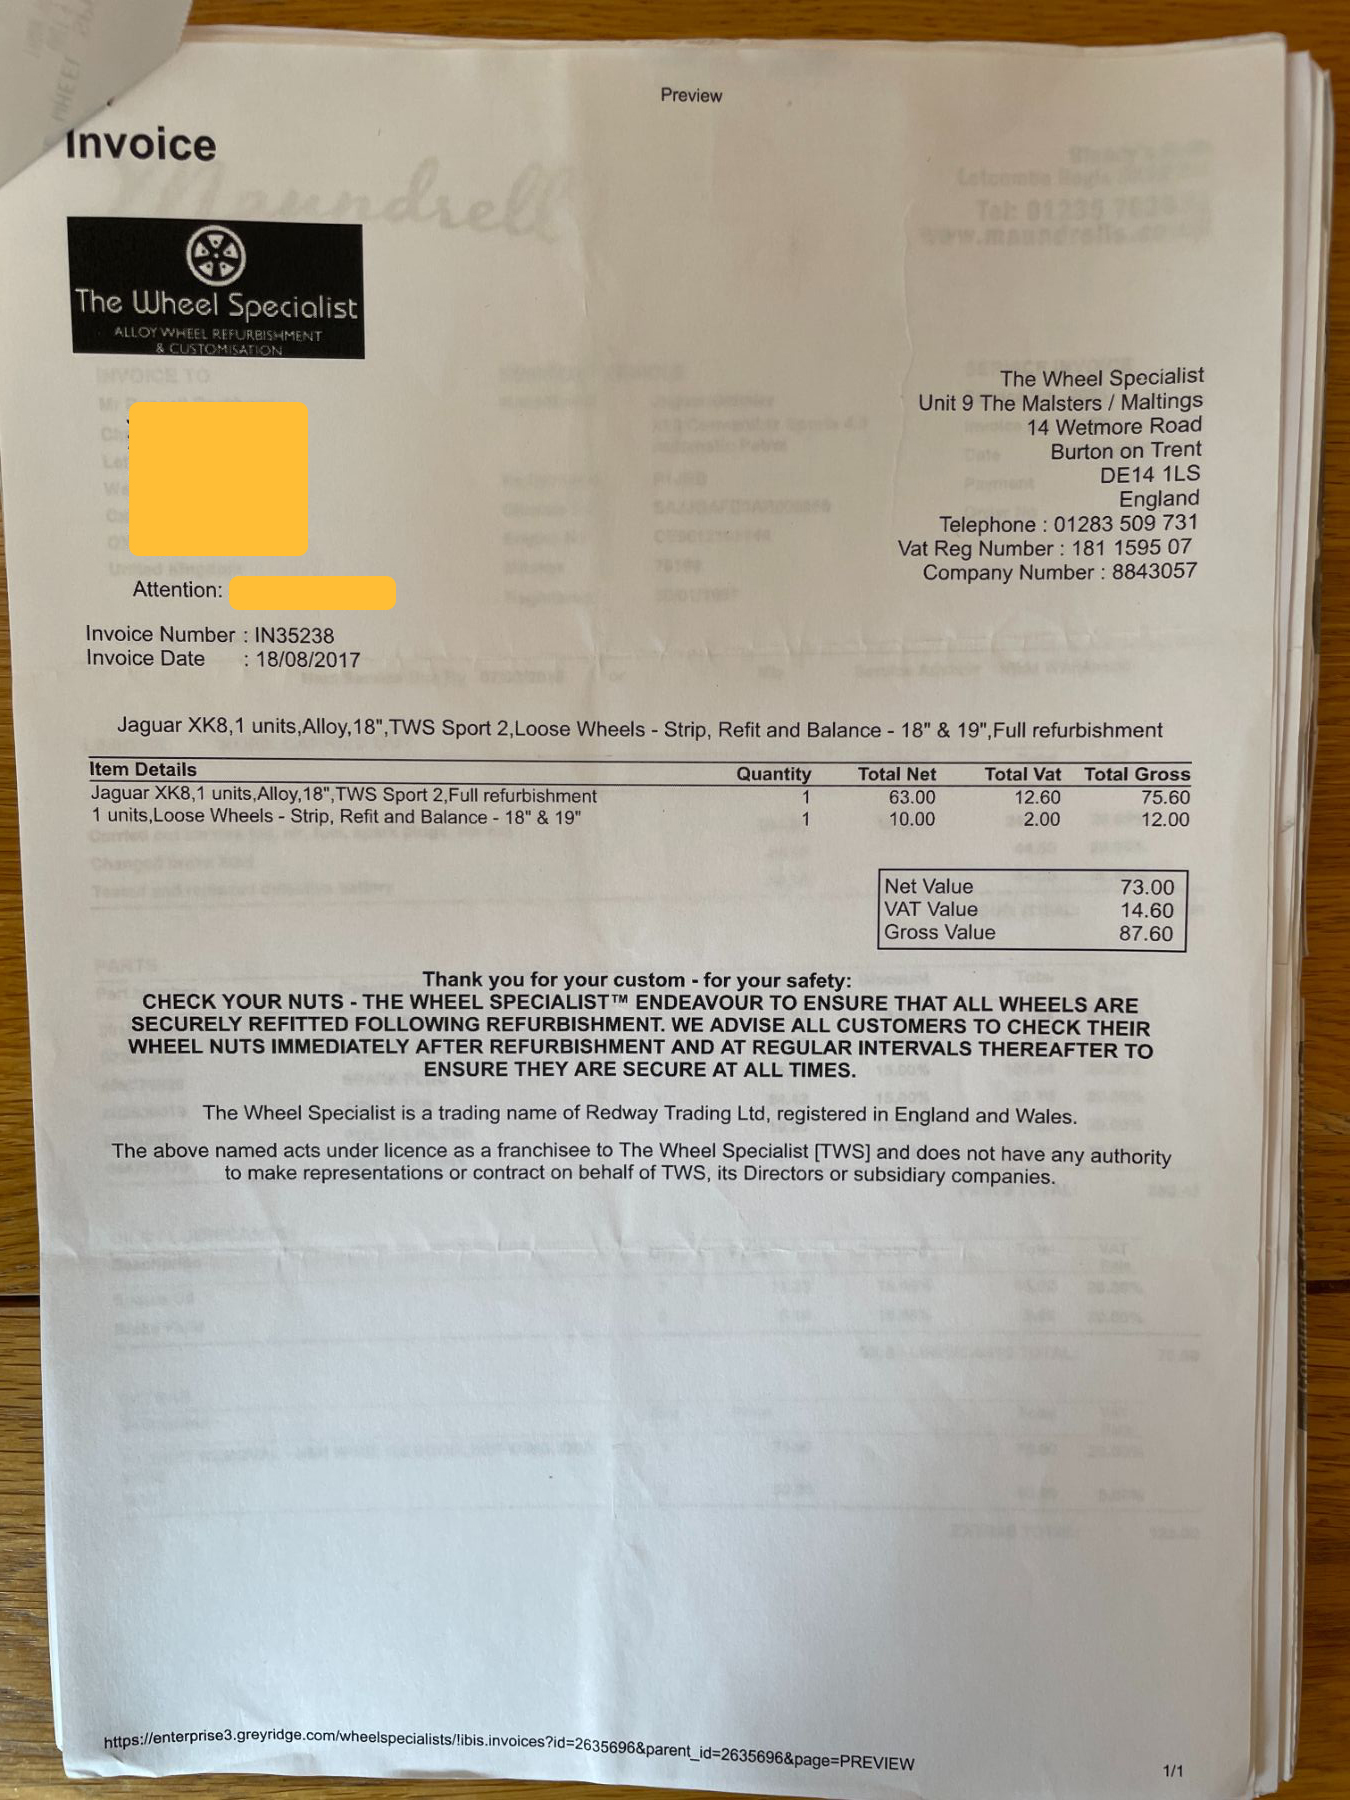 Preview
Invoice
The Wheel Specialist
ALLOY WHEEL REFURBISHMENT
& CUSTOMISATION
The Wheel Specialist
Unit 9 The Malsters / Maltings
14 Wetmore Road
Burton on Trent
DE14 1LS
England
Telephone : 01283 509 731
Vat Reg Number : 181 1595 07
Company Number : 8843057
Attention:
Invoice Number : IN35238
Invoice Date : 18/08/2017
Jaguar XK8,1 units,Alloy,18",TWS Sport 2,Loose Wheels - Strip, Refit and Balance - 18" & 19",Full refurbishment
Item Details Quantity Total Net Total Vat Total Gross
Jaguar XK8,1 units,Alloy,18",TWS Sport 2,Full refurbishment 1 63.00 12.60 75.60
1 units,Loose Wheels - Strip, Refit and Balance - 18" & 19" 1 10.00 2.00 12.00
Net Value 73.00
VAT Value 14.60
Gross Value 87.60
Thank you for your custom - for your safety:
CHECK YOUR NUTS - THE WHEEL SPECIALIST™ ENDEAVOUR TO ENSURE THAT ALL WHEELS ARE
SECURELY REFITTED FOLLOWING REFURBISHMENT. WE ADVISE ALL CUSTOMERS TO CHECK THEIR
WHEEL NUTS IMMEDIATELY AFTER REFURBISHMENT AND AT REGULAR INTERVALS THEREAFTER TO
ENSURE THEY ARE SECURE AT ALL TIMES.
The Wheel Specialist is a trading name of Redway Trading Ltd, registered in England and Wales.
The above named acts under licence as a franchisee to The Wheel Specialist [TWS] and does not have any authority
to make representations or contract on behalf of TWS, its Directors or subsidiary companies.
https://enterprise3.greyridge.com/wheelspecialists/!ibis.invoices?id=2635696&parent_id=2635696&page=PREVIEW
1/1